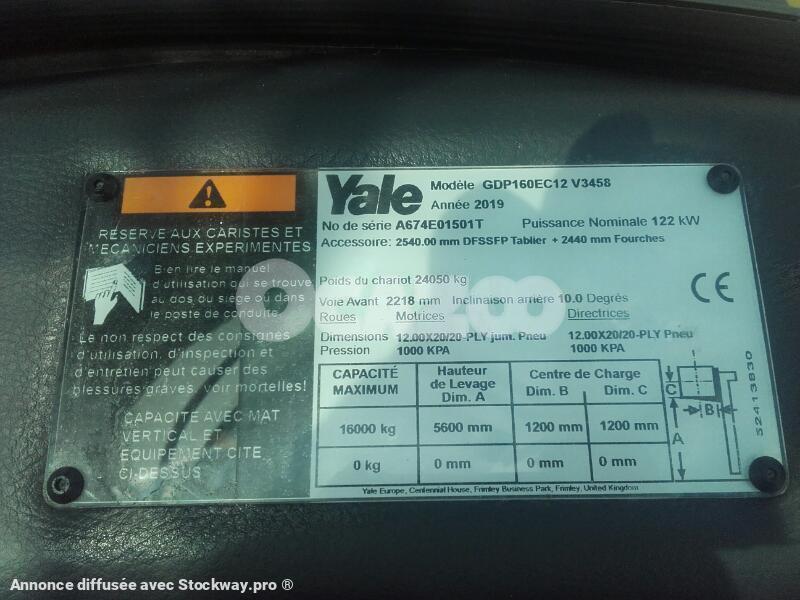 RÉSERVÉ AUX CARISTES ET
MECANICIENS EXPERIMENTES
Bien lire le manuel
d'utilisation qui se trouve
au dos du siège ou dans
le poste de conduite.
Le non respect des consignes
d'utilisation, d'inspection et
d'entretien peut causer des
blessures graves, voir mortelles!
CAPACITE AVEC MAT
VERTICAL ET
EQUIPEMENT CITE
CI-DESSUS
Yale
Modèle GDP160EC12 V3458
Année 2019
No de série A674E01501T Puissance Nominale 122 kW
Accessoire: 2540.00 mm DFSSFP Tablier + 2440 mm Fourches
Poids du chariot 24050 kg
Voie Avant 2218 mm Inclinaison arrière 10.0 Degrés
Roues Motrices Directrices
Dimensions 12.00X20/20-PLY jum. Pneu 12.00X20/20-PLY Pneu
Pression 1000 KPA 1000 KPA
CE
CAPACITÉ MAXIMUM
Hauteur de Levage Dim. A
Centre de Charge
Dim. B Dim. C
16000 kg 5600 mm 1200 mm 1200 mm
0 kg 0 mm 0 mm 0 mm
C
B
A
52413830
Yale Europe, Centennial House, Frimley Business Park, Frimley, United Kingdom
Annonce diffusée avec Stockway.pro ®